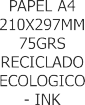 PAPEL A4
210X297MM
75GRS
RECICLADO
ECOLOGICO
- INK